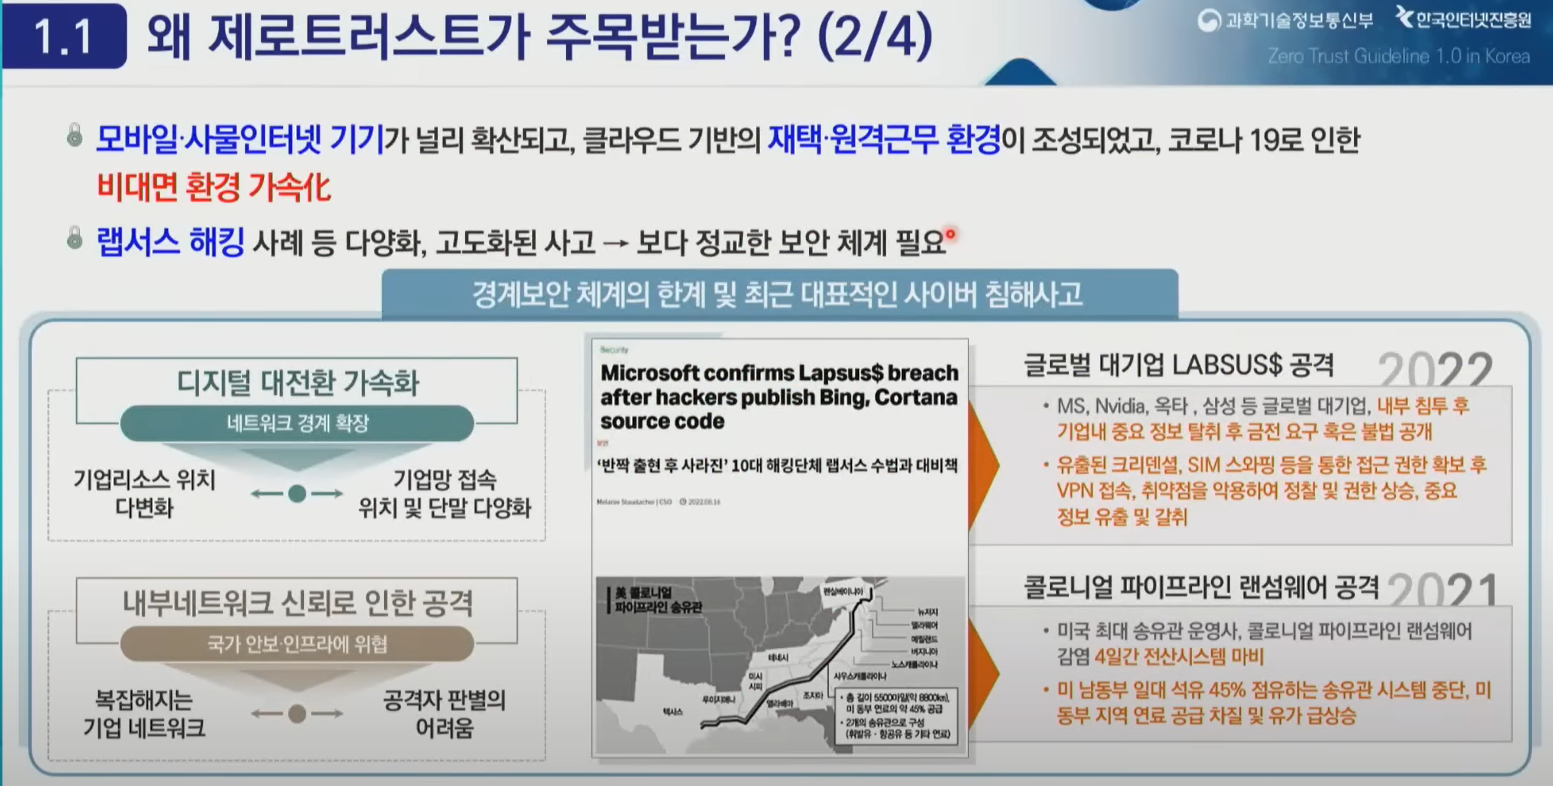 1.1 왜 제로트러스트가 주목받는가? (2/4)
과학기술정보통신부 한국인터넷진흥원
Zero Trust Guideline 1.0 in Korea
모바일·사물인터넷 기기가 널리 확산되고, 클라우드 기반의 재택·원격근무 환경이 조성되었고, 코로나 19로 인한
비대면 환경 가속化
랩서스 해킹 사례 등 다양화, 고도화된 사고 → 보다 정교한 보안 체계 필요
경계보안 체계의 한계 및 최근 대표적인 사이버 침해사고
디지털 대전환 가속화
네트워크 경계 확장
기업리소스 위치
다변화
기업망 접속
위치 및 단말 다양화
내부네트워크 신뢰로 인한 공격
국가 안보·인프라에 위협
복잡해지는
기업 네트워크
공격자 판별의
어려움
Security
Microsoft confirms Lapsus$ breach
after hackers publish Bing, Cortana
source code
보안
‘반짝 출현 후 사라진’ 10대 해킹단체 랩서스 수법과 대비책
CSO 2022.08.16
美 콜로니얼
파이프라인 송유관
펜실베이니아
뉴저지
델라웨어
메릴랜드
버지니아
노스캐롤라이나
사우스캐롤라이나
테네시
미시
시피
루이지애나
앨라배마
조지아
텍사스
• 총 길이 5500마일(약 8800km),
미 동부 연료의 약 45% 공급
• 2개의 송유관으로 구성
(휘발유·항공유 등 기타 연료)
글로벌 대기업 LABSUS$ 공격 2022
• MS, Nvidia, 옥타 , 삼성 등 글로벌 대기업, 내부 침투 후
기업내 중요 정보 탈취 후 금전 요구 혹은 불법 공개
• 유출된 크리덴셜, SIM 스와핑 등을 통한 접근 권한 확보 후
VPN 접속, 취약점을 악용하여 정찰 및 권한 상승, 중요
정보 유출 및 갈취
콜로니얼 파이프라인 랜섬웨어 공격 2021
• 미국 최대 송유관 운영사, 콜로니얼 파이프라인 랜섬웨어
감염 4일간 전산시스템 마비
• 미 남동부 일대 석유 45% 점유하는 송유관 시스템 중단, 미
동부 지역 연료 공급 차질 및 유가 급상승